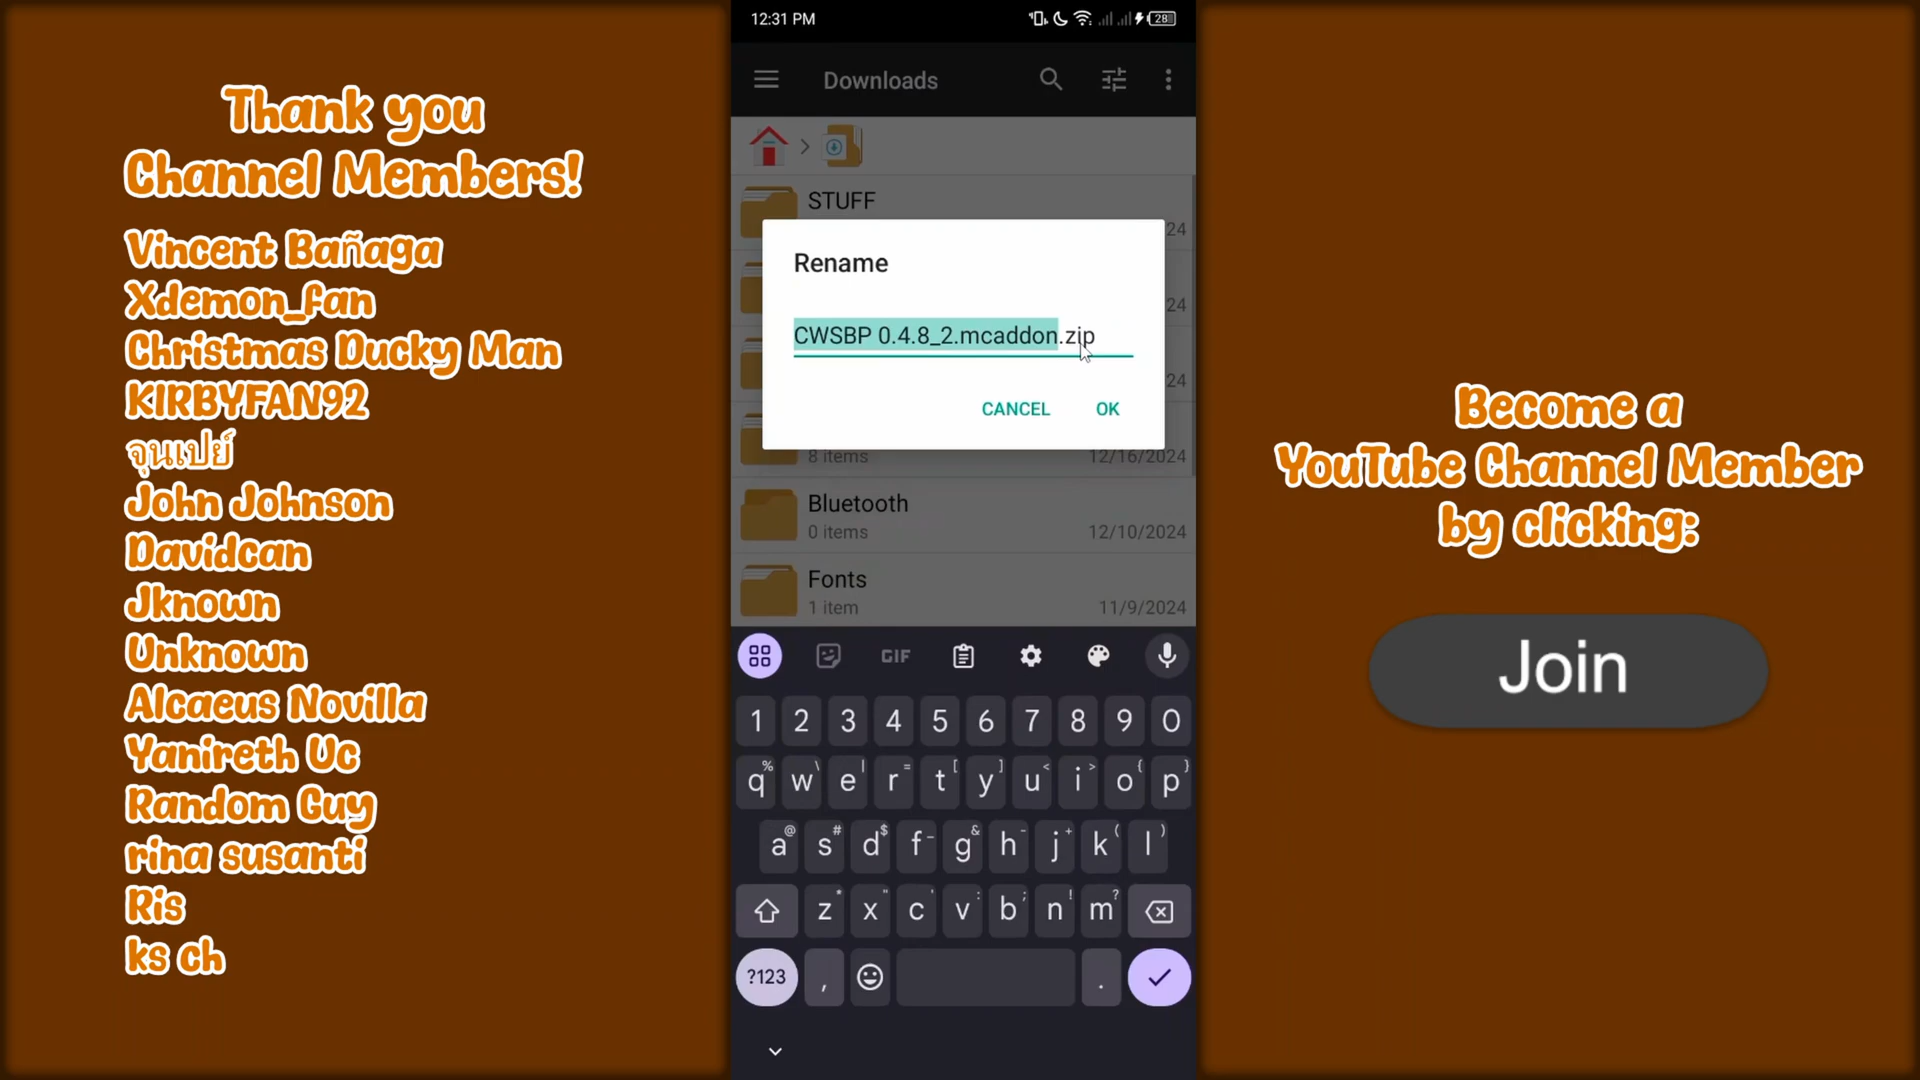 Thank you
Channel Members!
Vincent Bañaga
Xdemon_fan
Christmas Ducky Man
KIRBYFAN92
จุนเปย์
John Johnson
Davidcan
Jknown
Unknown
Alcaeus Novilla
Yanireth Uc
Random Guy
rina susanti
Ris
ks ch
12:31 PM
28
Downloads
STUFF
24
Rename
24
CWSBP 0.4.8_2.mcaddon.zip
24
CANCEL OK
8 items 12/16/2024
Bluetooth
0 items 12/10/2024
Fonts
1 item 11/9/2024
GIF
1 2 3 4 5 6 7 8 9 0
q% w\ e| r= t[ y] u< i> o{ p}
a@ s# d$ f- g& h- j+ k( l)
z* x" c' v: b; n! m?
?123 , .
Become a
YouTube Channel Member
by clicking:
Join